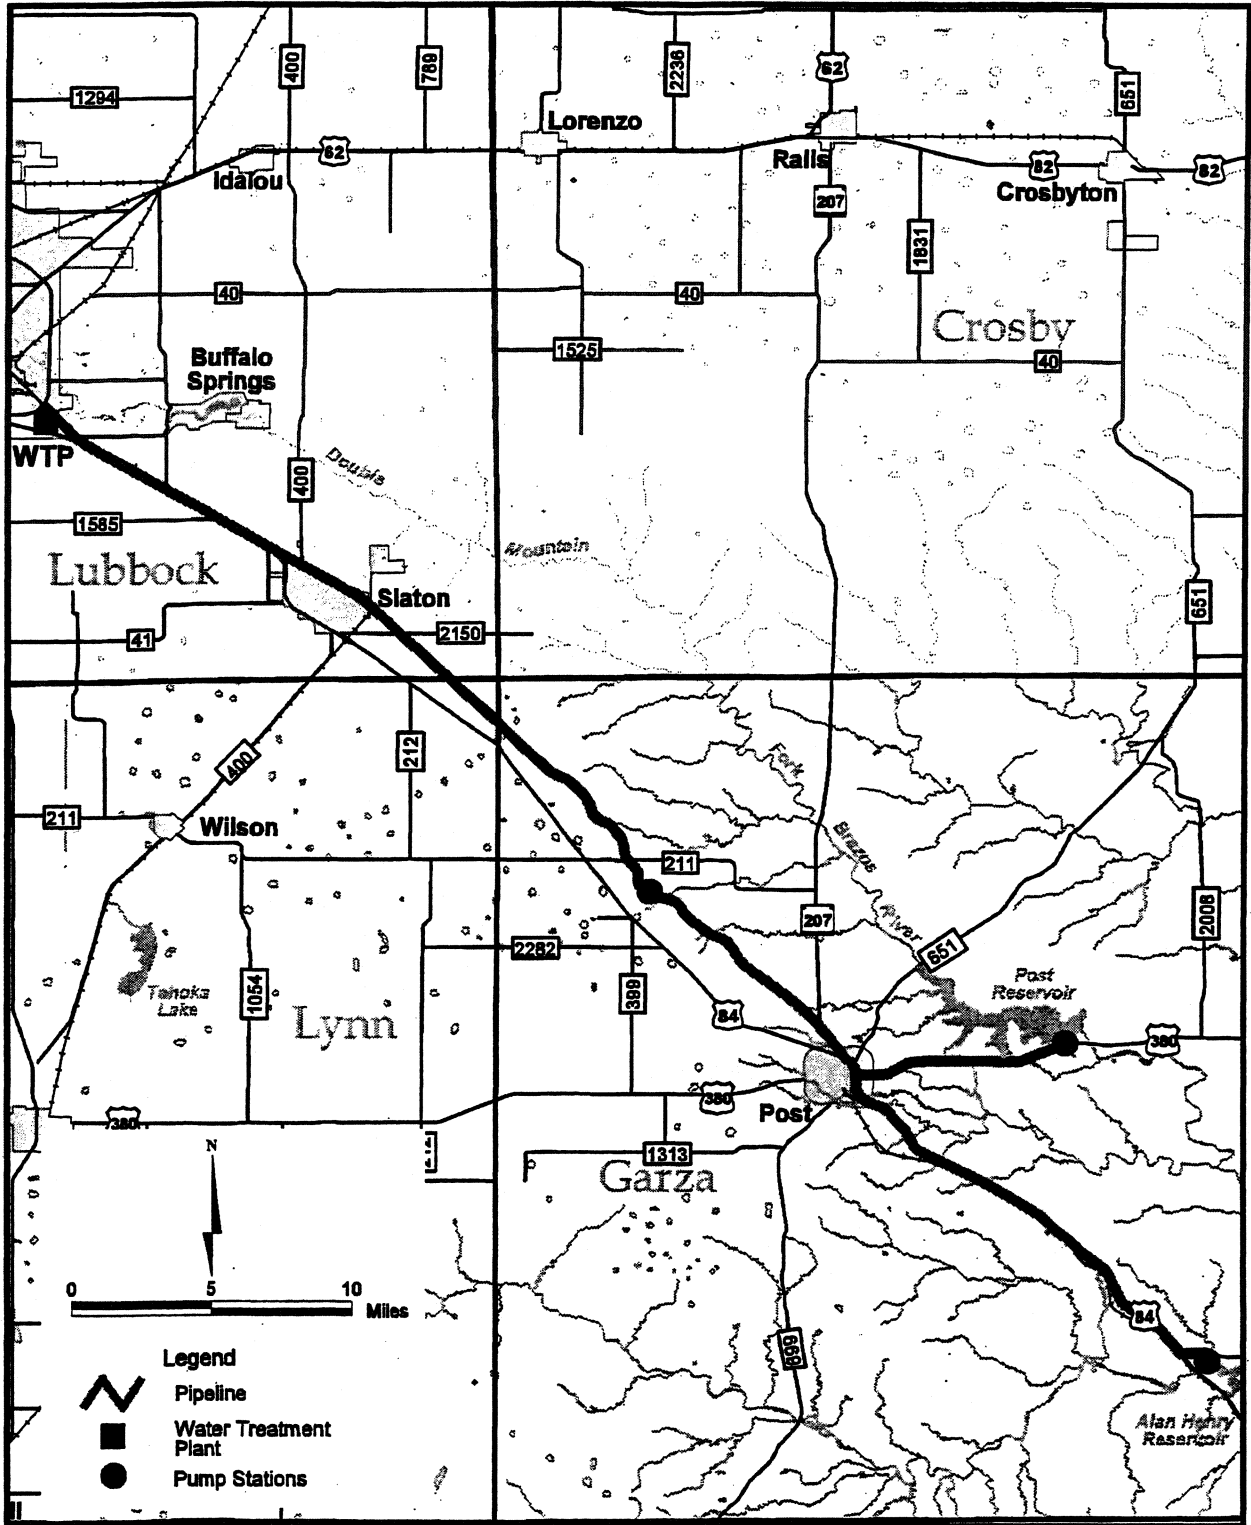 400
789
2236
62
651
1294
Lorenzo
62
Ralls
Idalou
82
82
Crosbyton
207
1831
40
40
Crosby
1525
40
Buffalo
Springs
WTP
Double
400
1585
Mountain
Lubbock
Slaton
651
41
2150
212
400
Fork
211
Wilson
Brazos
211
2008
207
River
651
2282
Post
Reservoir
Tahoka
Lake
1054
399
Lynn
84
380
380
Post
380
N
1313
Garza
0
5
10
Miles
84
669
Legend
Pipeline
Water Treatment
Plant
Pump Stations
Alan Henry
Reservoir